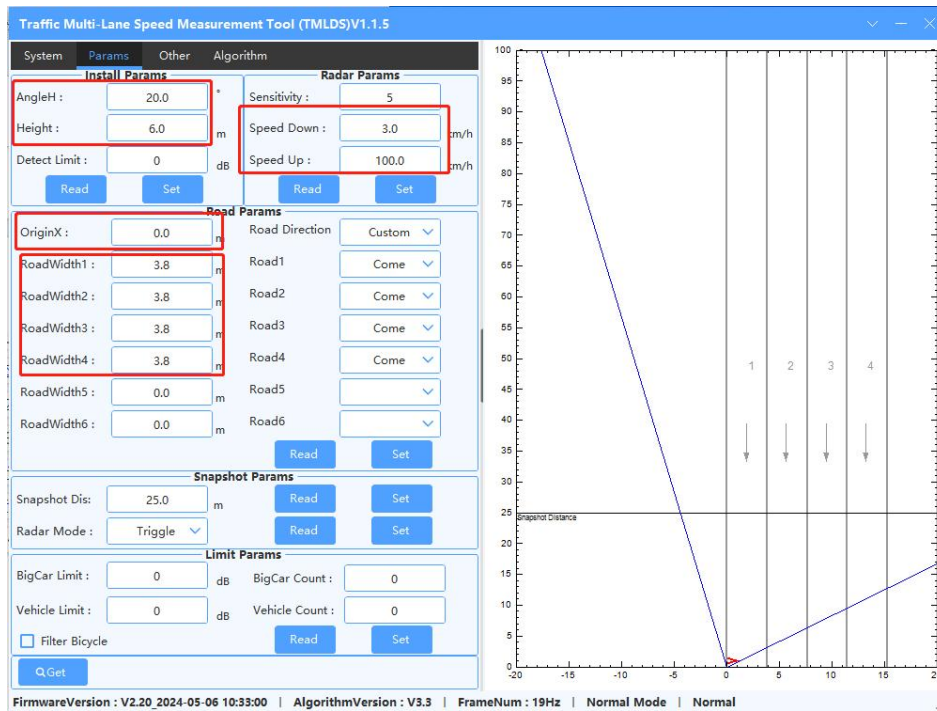 Traffic Multi-Lane Speed Measurement Tool (TMLDS)V1.1.5
System Params Other Algorithm
Install Params
AngleH : 20.0 °
Height : 6.0 m
Detect Limit : 0 dB
Read Set
Radar Params
Sensitivity : 5
Speed Down : 3.0 km/h
Speed Up : 100.0 km/h
Read Set
Road Params
OriginX : 0.0 m Road Direction Custom
RoadWidth1 : 3.8 m Road1 Come
RoadWidth2 : 3.8 m Road2 Come
RoadWidth3 : 3.8 m Road3 Come
RoadWidth4 : 3.8 m Road4 Come
RoadWidth5 : 0.0 m Road5
RoadWidth6 : 0.0 m Road6
Read Set
Snapshot Params
Snapshot Dis: 25.0 m Read Set
Radar Mode : Triggle Read Set
Limit Params
BigCar Limit : 0 dB BigCar Count : 0
Vehicle Limit : 0 dB Vehicle Count : 0
Filter Bicycle Read Set
Get
100
95
90
85
80
75
70
65
60
55
50
45
40
35
30
25
20
15
10
5
0
1 2 3 4
Snapshot Distance
-20 -15 -10 -5 0 5 10 15 2
FirmwareVersion : V2.20_2024-05-06 10:33:00 | AlgorithmVersion : V3.3 | FrameNum : 19Hz | Normal Mode | Normal